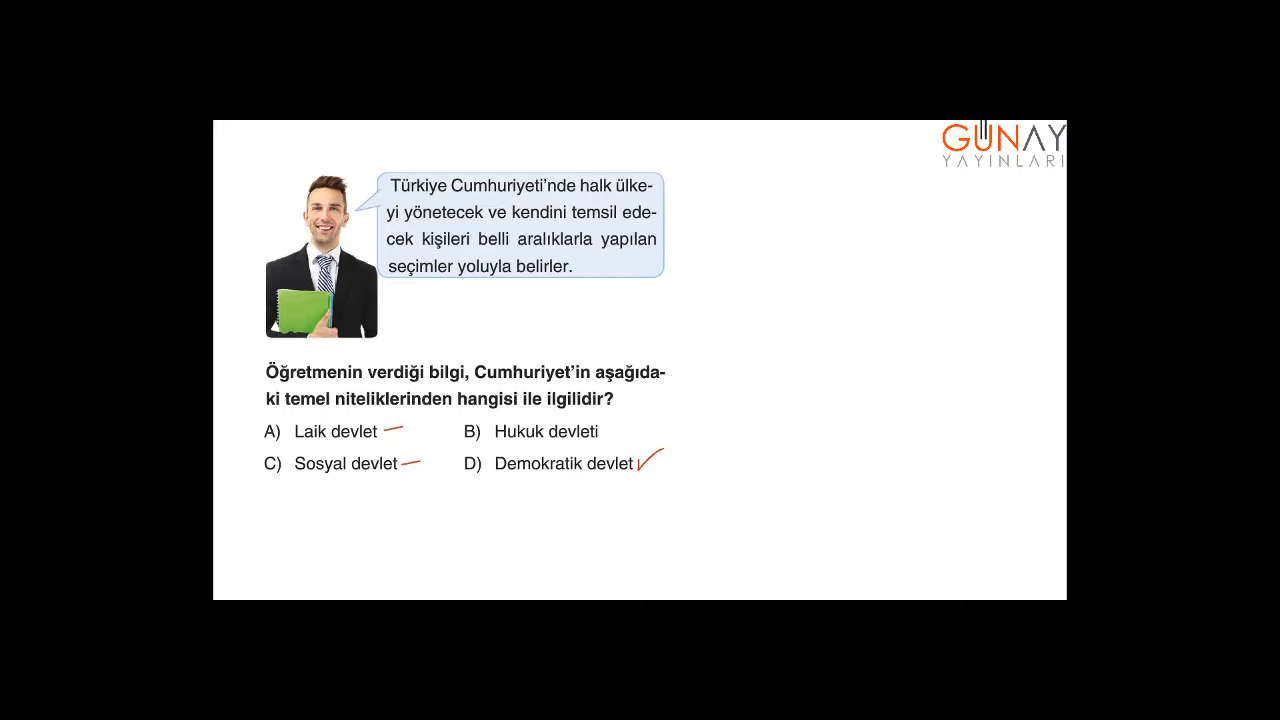 GÜNAY
YAYINLARI
Türkiye Cumhuriyeti’nde halk ülke-
yi yönetecek ve kendini temsil ede-
cek kişileri belli aralıklarla yapılan
seçimler yoluyla belirler.
Öğretmenin verdiği bilgi, Cumhuriyet’in aşağıda-
ki temel niteliklerinden hangisi ile ilgilidir?
A) Laik devlet B) Hukuk devleti
C) Sosyal devlet D) Demokratik devlet